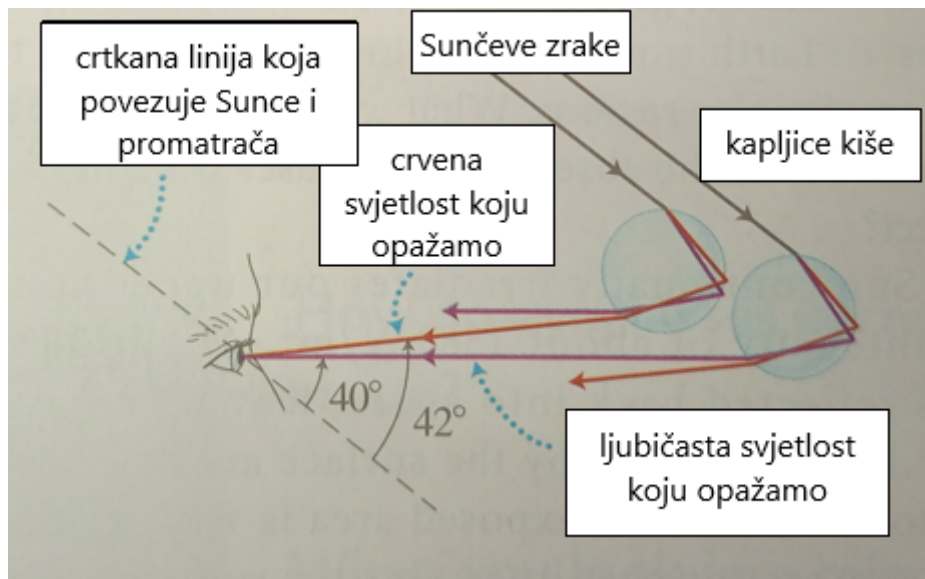 crtkana linija koja
povezuje Sunce i
promatrača
Sunčeve zrake
crvena
svjetlost koju
opažamo
kapljice kiše
40°
42°
ljubičasta svjetlost
koju opažamo